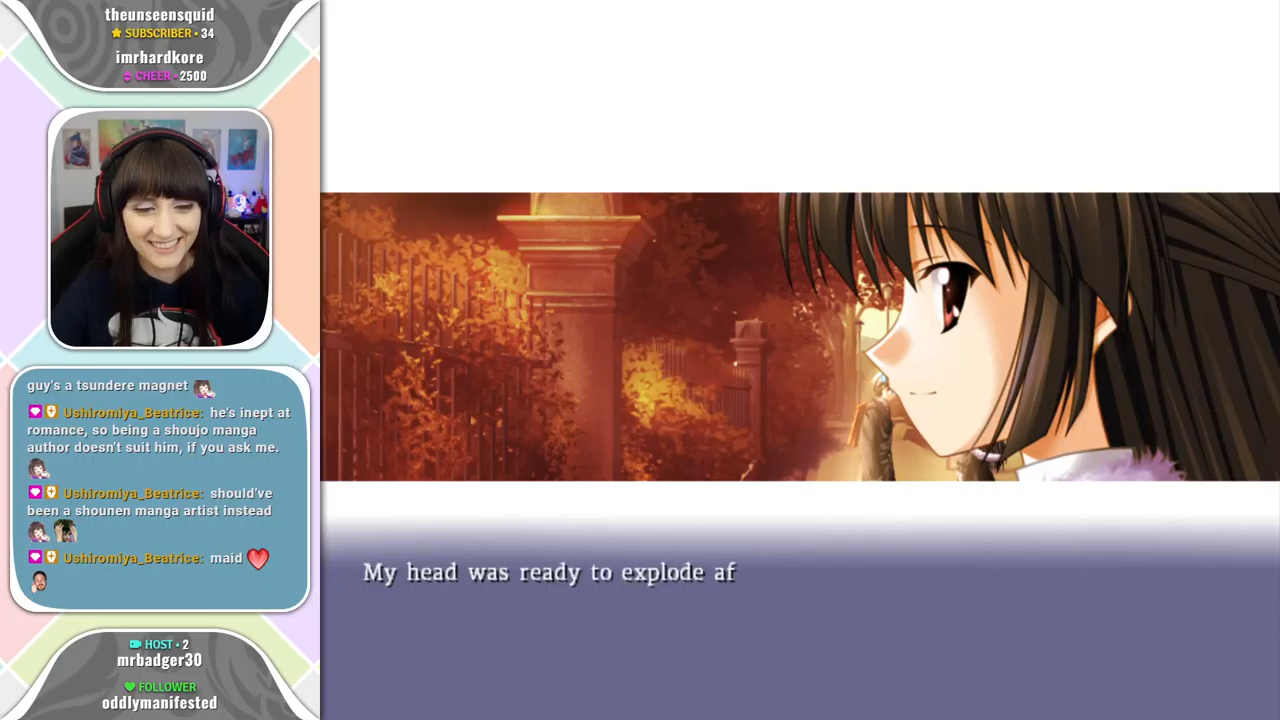 theunseensquid
SUBSCRIBER • 34
imrhardkore
CHEER • 2500
guy's a tsundere magnet
Ushiromiya_Beatrice: he's inept at
romance, so being a shoujo manga
author doesn't suit him, if you ask me.
Ushiromiya_Beatrice: should've
been a shounen manga artist instead
Ushiromiya_Beatrice: maid
HOST • 2
mrbadger30
FOLLOWER
oddlymanifested
My head was ready to explode af